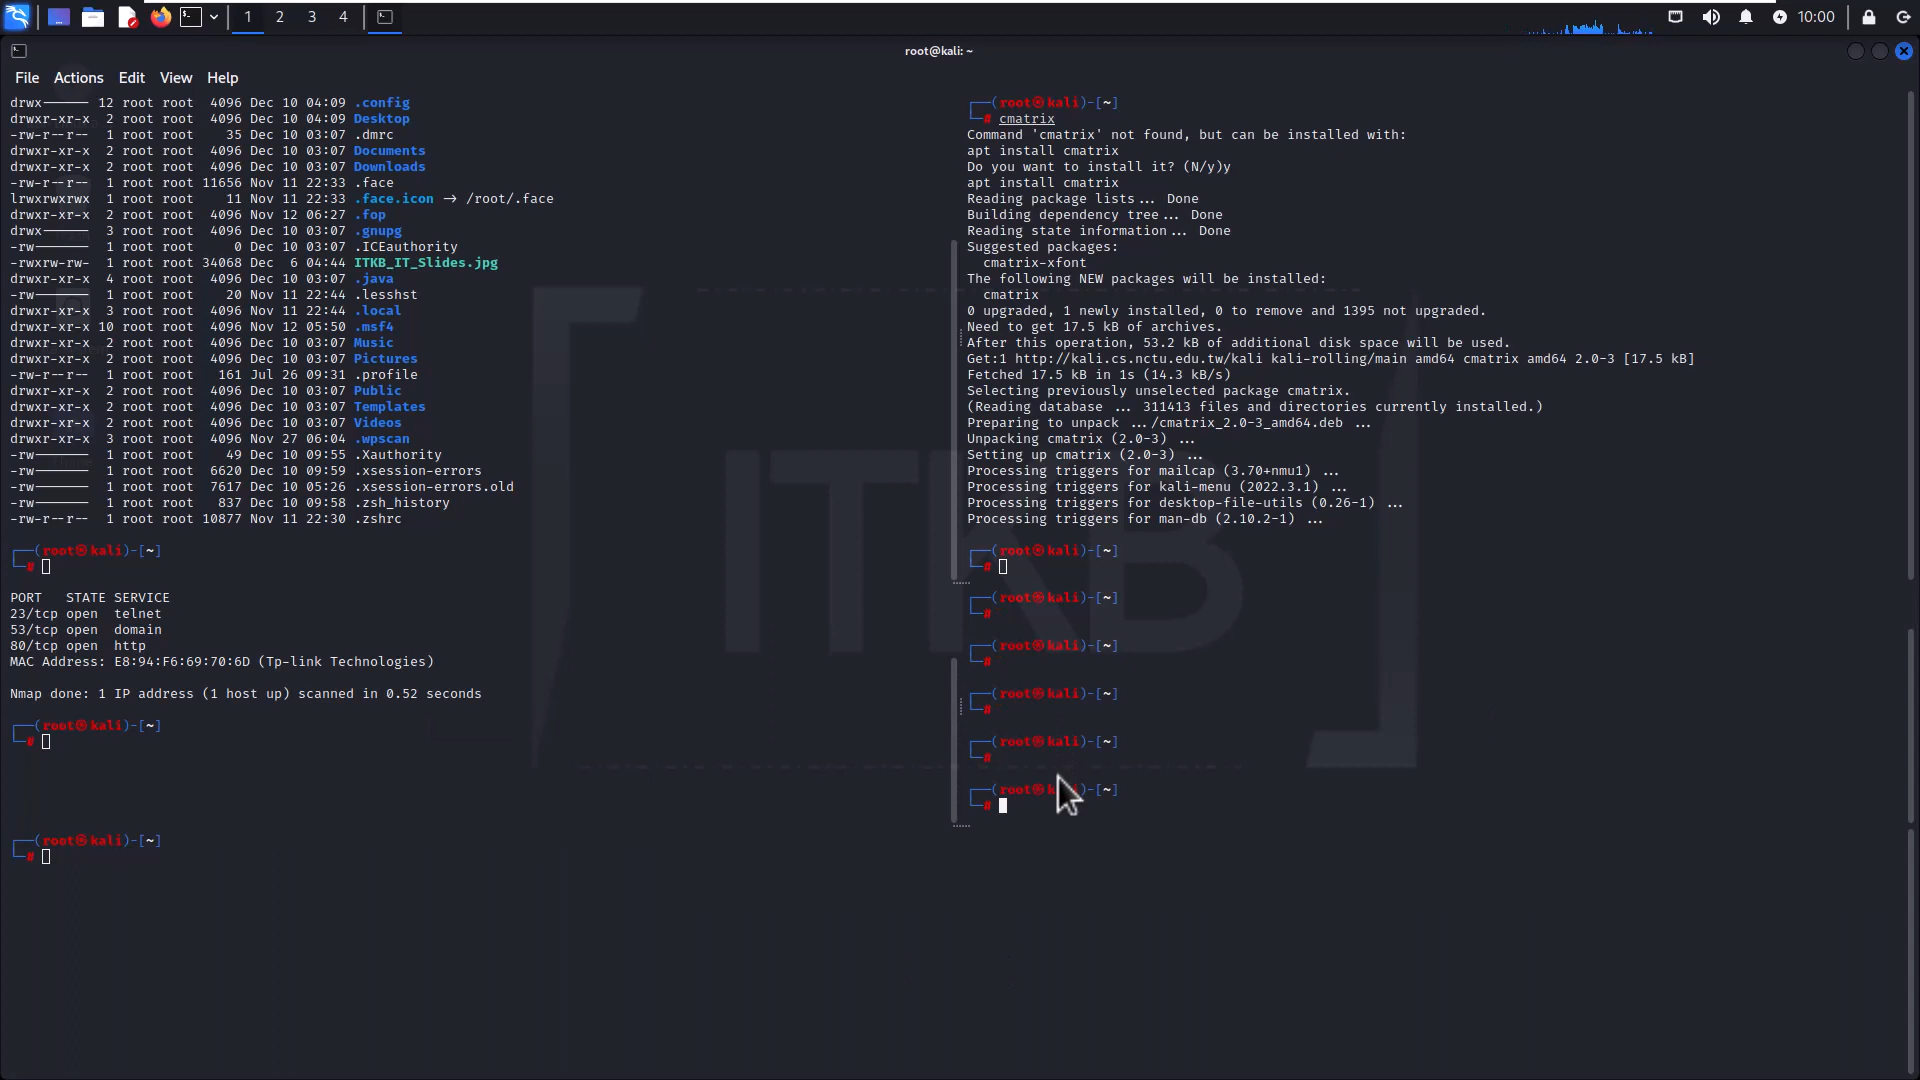 1 2 3 4 10:00
root@kali: ~
File Actions Edit View Help
drwx------ 12 root root 4096 Dec 10 04:09 .config
drwxr-xr-x 2 root root 4096 Dec 10 04:09 Desktop
-rw-r--r-- 1 root root 35 Dec 10 03:07 .dmrc
drwxr-xr-x 2 root root 4096 Dec 10 03:07 Documents
drwxr-xr-x 2 root root 4096 Dec 10 03:07 Downloads
-rw-r--r-- 1 root root 11656 Nov 11 22:33 .face
lrwxrwxrwx 1 root root 11 Nov 11 22:33 .face.icon → /root/.face
drwxr-xr-x 2 root root 4096 Nov 12 06:27 .fop
drwx------ 3 root root 4096 Dec 10 03:07 .gnupg
-rw------- 1 root root 0 Dec 10 03:07 .ICEauthority
-rwxrw-rw- 1 root root 34068 Dec 6 04:44 ITKB_IT_Slides.jpg
drwxr-xr-x 4 root root 4096 Dec 10 03:07 .java
-rw------- 1 root root 20 Nov 11 22:44 .lesshst
drwxr-xr-x 3 root root 4096 Nov 11 22:44 .local
drwxr-xr-x 10 root root 4096 Nov 12 05:50 .msf4
drwxr-xr-x 2 root root 4096 Dec 10 03:07 Music
drwxr-xr-x 2 root root 4096 Dec 10 03:07 Pictures
-rw-r--r-- 1 root root 161 Jul 26 09:31 .profile
drwxr-xr-x 2 root root 4096 Dec 10 03:07 Public
drwxr-xr-x 2 root root 4096 Dec 10 03:07 Templates
drwxr-xr-x 2 root root 4096 Dec 10 03:07 Videos
drwxr-xr-x 3 root root 4096 Nov 27 06:04 .wpscan
-rw------- 1 root root 49 Dec 10 09:55 .Xauthority
-rw------- 1 root root 6620 Dec 10 09:59 .xsession-errors
-rw------- 1 root root 7617 Dec 10 05:26 .xsession-errors.old
-rw------- 1 root root 837 Dec 10 09:58 .zsh_history
-rw-r--r-- 1 root root 10877 Nov 11 22:30 .zshrc
┌──(root㉿kali)-[~]
└─#
PORT STATE SERVICE
23/tcp open telnet
53/tcp open domain
80/tcp open http
MAC Address: E8:94:F6:69:70:6D (Tp-link Technologies)
Nmap done: 1 IP address (1 host up) scanned in 0.52 seconds
┌──(root㉿kali)-[~]
└─#
┌──(root㉿kali)-[~]
└─#
┌──(root㉿kali)-[~]
└─# cmatrix
Command 'cmatrix' not found, but can be installed with:
apt install cmatrix
Do you want to install it? (N/y)y
apt install cmatrix
Reading package lists... Done
Building dependency tree... Done
Reading state information... Done
Suggested packages:
cmatrix-xfont
The following NEW packages will be installed:
cmatrix
0 upgraded, 1 newly installed, 0 to remove and 1395 not upgraded.
Need to get 17.5 kB of archives.
After this operation, 53.2 kB of additional disk space will be used.
Get:1 http://kali.cs.nctu.edu.tw/kali kali-rolling/main amd64 cmatrix amd64 2.0-3 [17.5 kB]
Fetched 17.5 kB in 1s (14.3 kB/s)
Selecting previously unselected package cmatrix.
(Reading database ... 311413 files and directories currently installed.)
Preparing to unpack .../cmatrix_2.0-3_amd64.deb ...
Unpacking cmatrix (2.0-3) ...
Setting up cmatrix (2.0-3) ...
Processing triggers for mailcap (3.70+nmu1) ...
Processing triggers for kali-menu (2022.3.1) ...
Processing triggers for desktop-file-utils (0.26-1) ...
Processing triggers for man-db (2.10.2-1) ...
┌──(root㉿kali)-[~]
└─#
┌──(root㉿kali)-[~]
└─#
┌──(root㉿kali)-[~]
└─#
┌──(root㉿kali)-[~]
└─#
┌──(root㉿kali)-[~]
└─#
┌──(root㉿kali)-[~]
└─#
ITKB